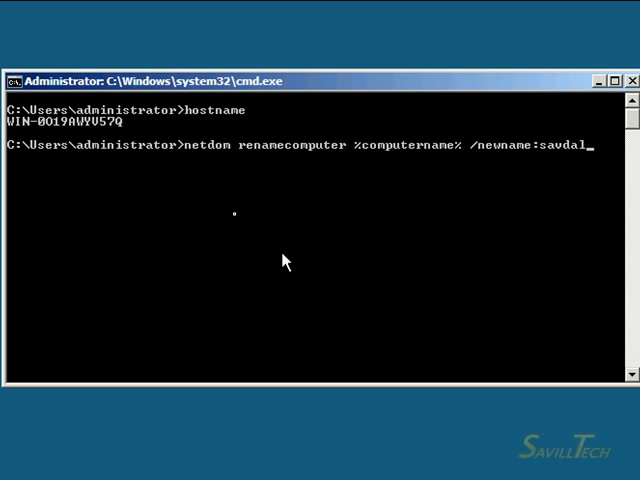 Administrator: C:\Windows\system32\cmd.exe
C:\Users\administrator>hostname
WIN-0O19AWYV57Q
C:\Users\administrator>netdom renamecomputer %computername% /newname:savdal_
SAVILLTECH